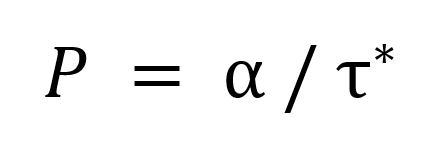 P = α / τ*